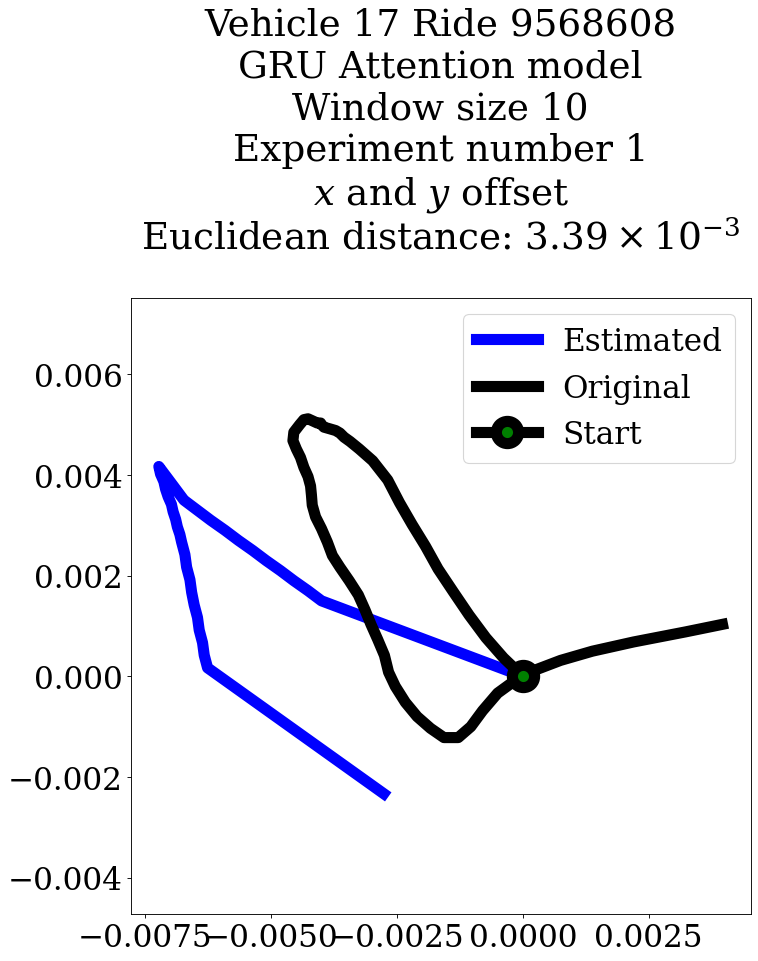 Vehicle 17 Ride 9568608
GRU Attention model
Window size 10
Experiment number 1
x and y offset
Euclidean distance: 3.39 × 10⁻³
Estimated
Original
Start
0.006
0.004
0.002
0.000
−0.002
−0.004
−0.0075 −0.0050 −0.0025 0.0000 0.0025